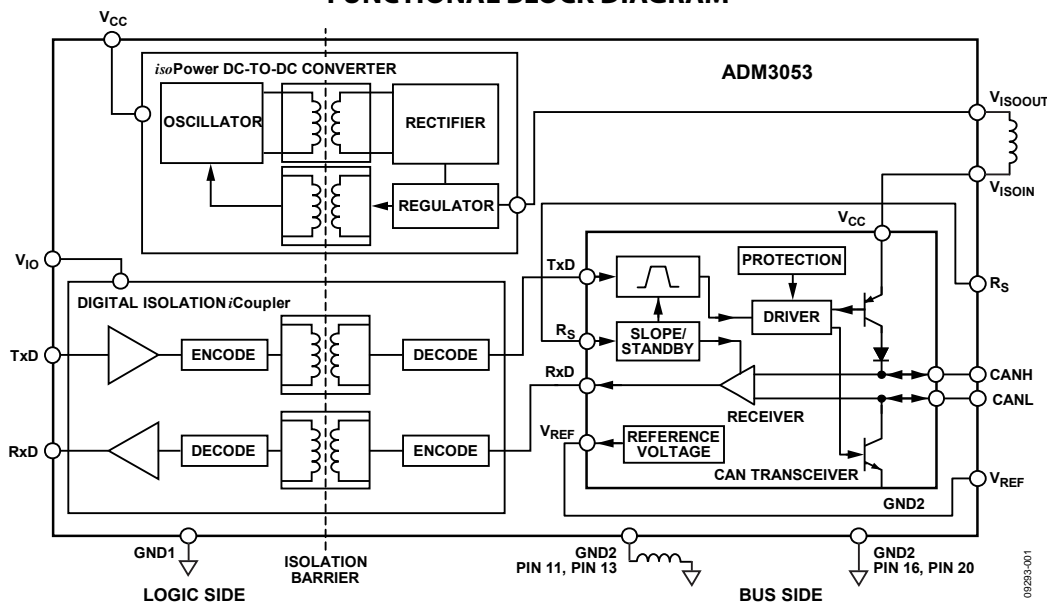 FUNCTIONAL BLOCK DIAGRAM
VCC
isoPower DC-TO-DC CONVERTER
ADM3053
OSCILLATOR
RECTIFIER
REGULATOR
VISOOUT
VISOIN
VCC
VIO
DIGITAL ISOLATION iCoupler
TxD
PROTECTION
RS
DRIVER
RS
SLOPE/
STANDBY
TxD
ENCODE
DECODE
RxD
CANH
CANL
RECEIVER
RxD
DECODE
ENCODE
VREF
REFERENCE
VOLTAGE
CAN TRANSCEIVER
VREF
GND2
GND1
ISOLATION
BARRIER
GND2
PIN 11, PIN 13
GND2
PIN 16, PIN 20
LOGIC SIDE
BUS SIDE
09293-001